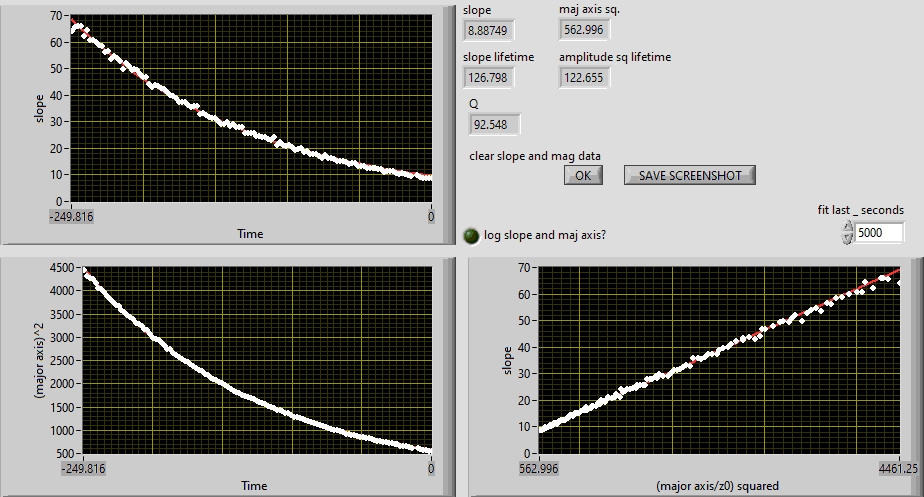 70
60
50
40
30
20
10
0
slope
-249.816
0
Time
slope
maj axis sq.
8.88749
562.996
slope lifetime
amplitude sq lifetime
126.798
122.655
Q
92.548
clear slope and mag data
OK
SAVE SCREENSHOT
fit last _ seconds
log slope and maj axis?
5000
4500
4000
3500
3000
2500
2000
1500
1000
500
(major axis)^2
-249.816
0
Time
70
60
50
40
30
20
10
0
slope
562.996
4461.25
(major axis/z0) squared